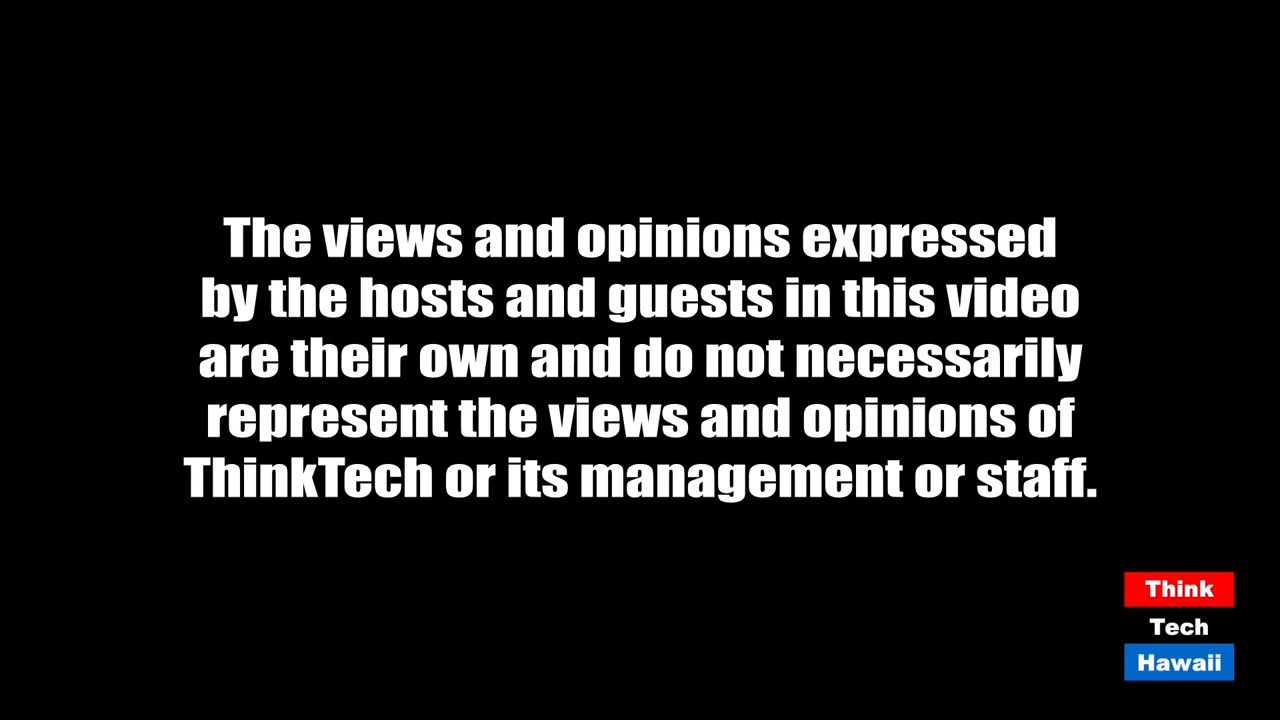 The views and opinions expressed
by the hosts and guests in this video
are their own and do not necessarily
represent the views and opinions of
ThinkTech or its management or staff.
Think
Tech
Hawaii